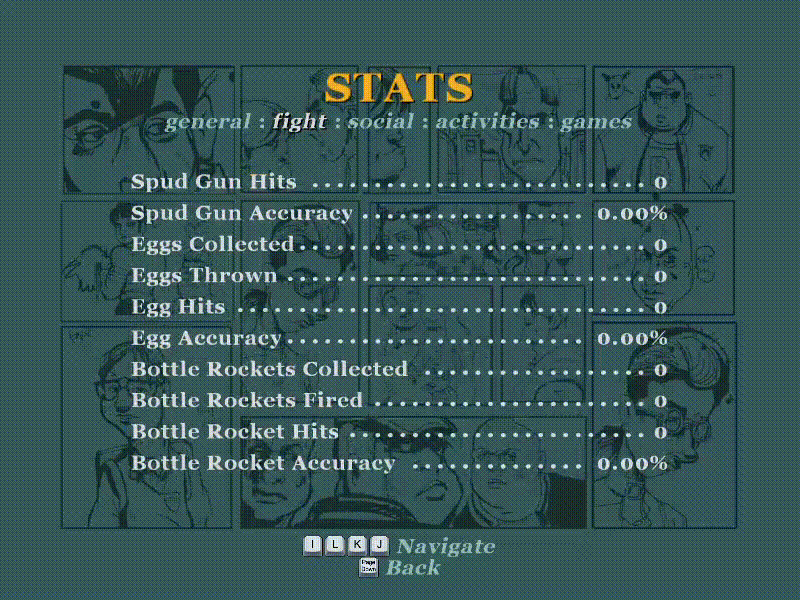 STATS
general : fight : social : activities : games
Spud Gun Hits ........................... 0
Spud Gun Accuracy .................. 0.00%
Eggs Collected ............................ 0
Eggs Thrown ............................. 0
Egg Hits ................................. 0
Egg Accuracy ........................ 0.00%
Bottle Rockets Collected .................. 0
Bottle Rockets Fired ...................... 0
Bottle Rocket Hits ........................ 0
Bottle Rocket Accuracy .............. 0.00%
I L K J Navigate
Page Down Back